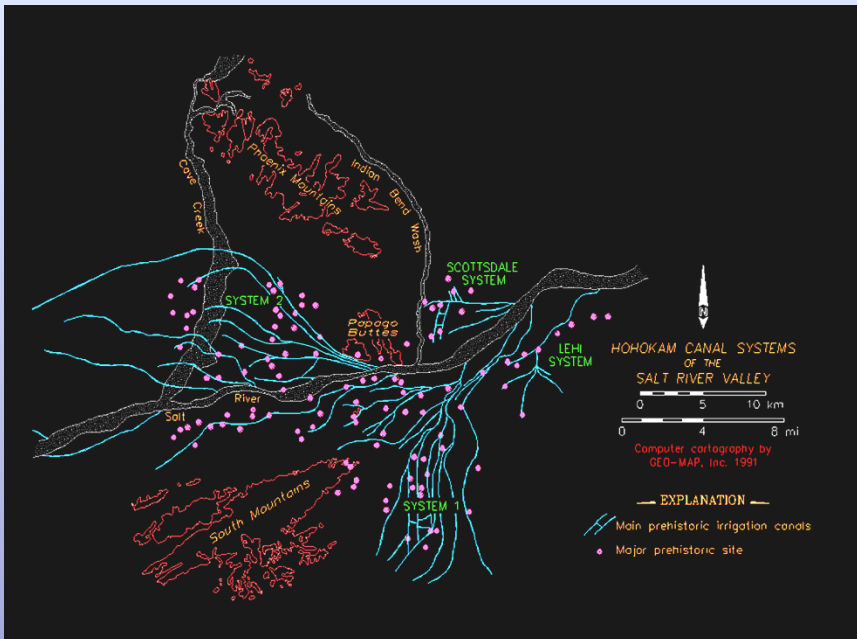 Cave Creek
Phoenix Mountains
Indian Bend Wash
SCOTTSDALE
SYSTEM
SYSTEM 2
Papago
Buttes
LEHI
SYSTEM
Salt River
South Mountains
SYSTEM 1
N
HOHOKAM CANAL SYSTEMS
OF THE
SALT RIVER VALLEY
0 5 10 km
0 4 8 mi
Computer cartography by
GEO-MAP, Inc. 1991
EXPLANATION
Main prehistoric irrigation canals
Major prehistoric site